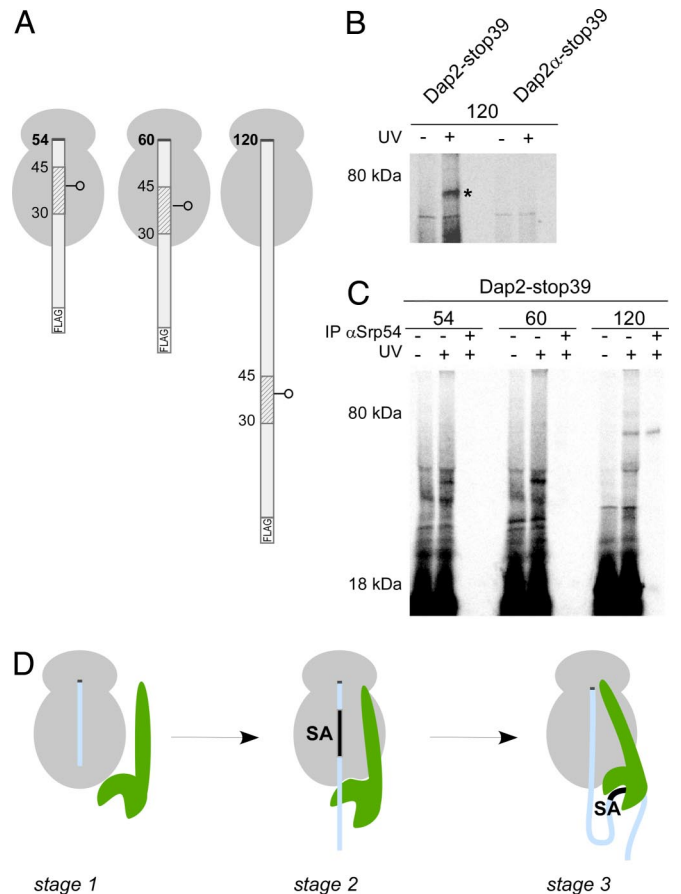 A
54
45
30
FLAG
60
45
30
FLAG
120
45
30
FLAG
B
Dap2-stop39
Dap2α-stop39
120
UV - + - +
80 kDa
*
C
Dap2-stop39
54 60 120
IP αSrp54 - - + - - + - - +
UV - + + - + + - + +
80 kDa
18 kDa
D
SA
SA
stage 1
stage 2
stage 3